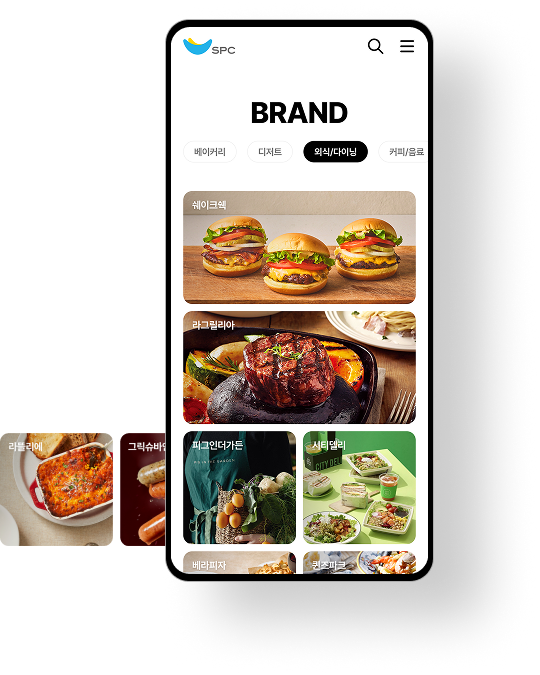 SPC
BRAND
베이커리 디저트 외식/다이닝 커피/음료
쉐이크쉑
라그릴리아
라뜰리에 그릭슈바인
피그인더가든 시티델리
CITY DELI
베라피자 퀸즈파크